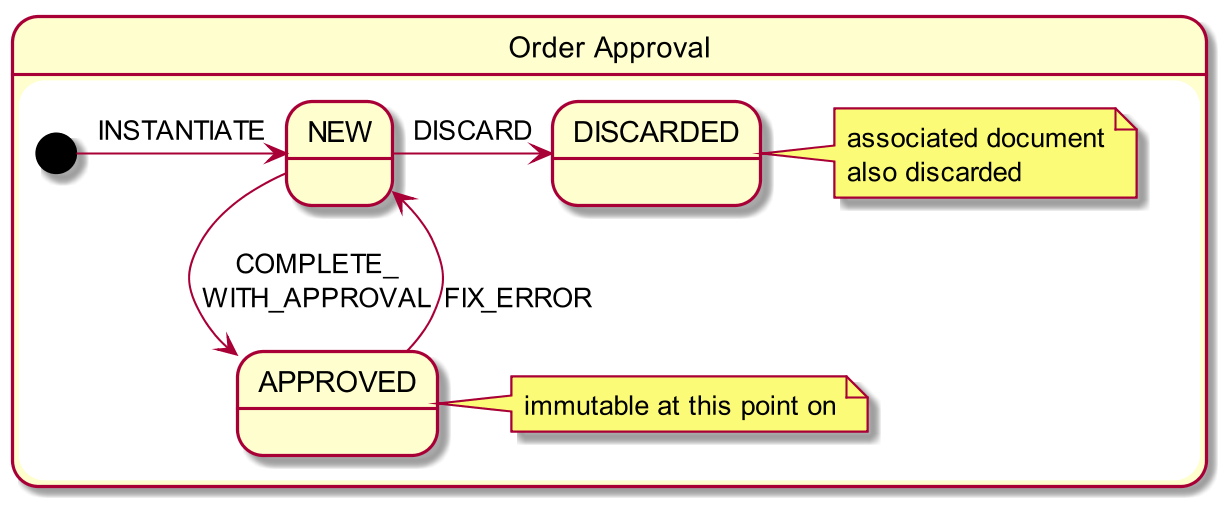 Order Approval
INSTANTIATE
NEW
DISCARD
DISCARDED
associated document
also discarded
COMPLETE_
WITH_APPROVAL
FIX_ERROR
APPROVED
immutable at this point on